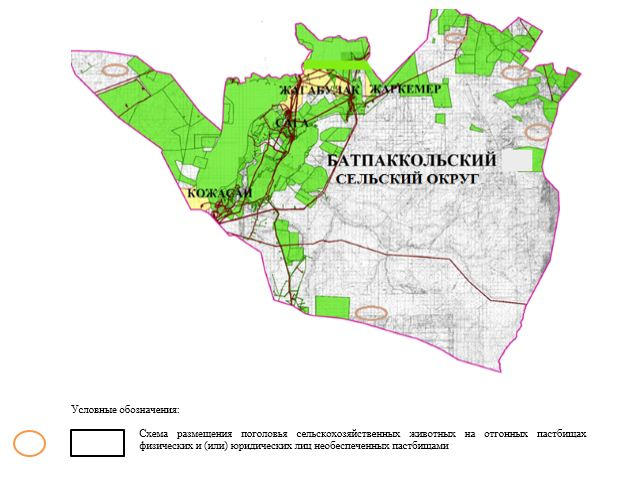 ЖАГАБУЛАК ЖАРКЕМЕР
САГА
БАТПАККОЛЬСКИЙ
СЕЛЬСКИЙ ОКРУГ
КОЖАСАЙ
Условные обозначения:
Схема размещения поголовья сельскохозяйственных животных на отгонных пастбищах
физических и (или) юридических лиц необеспеченных пастбищами